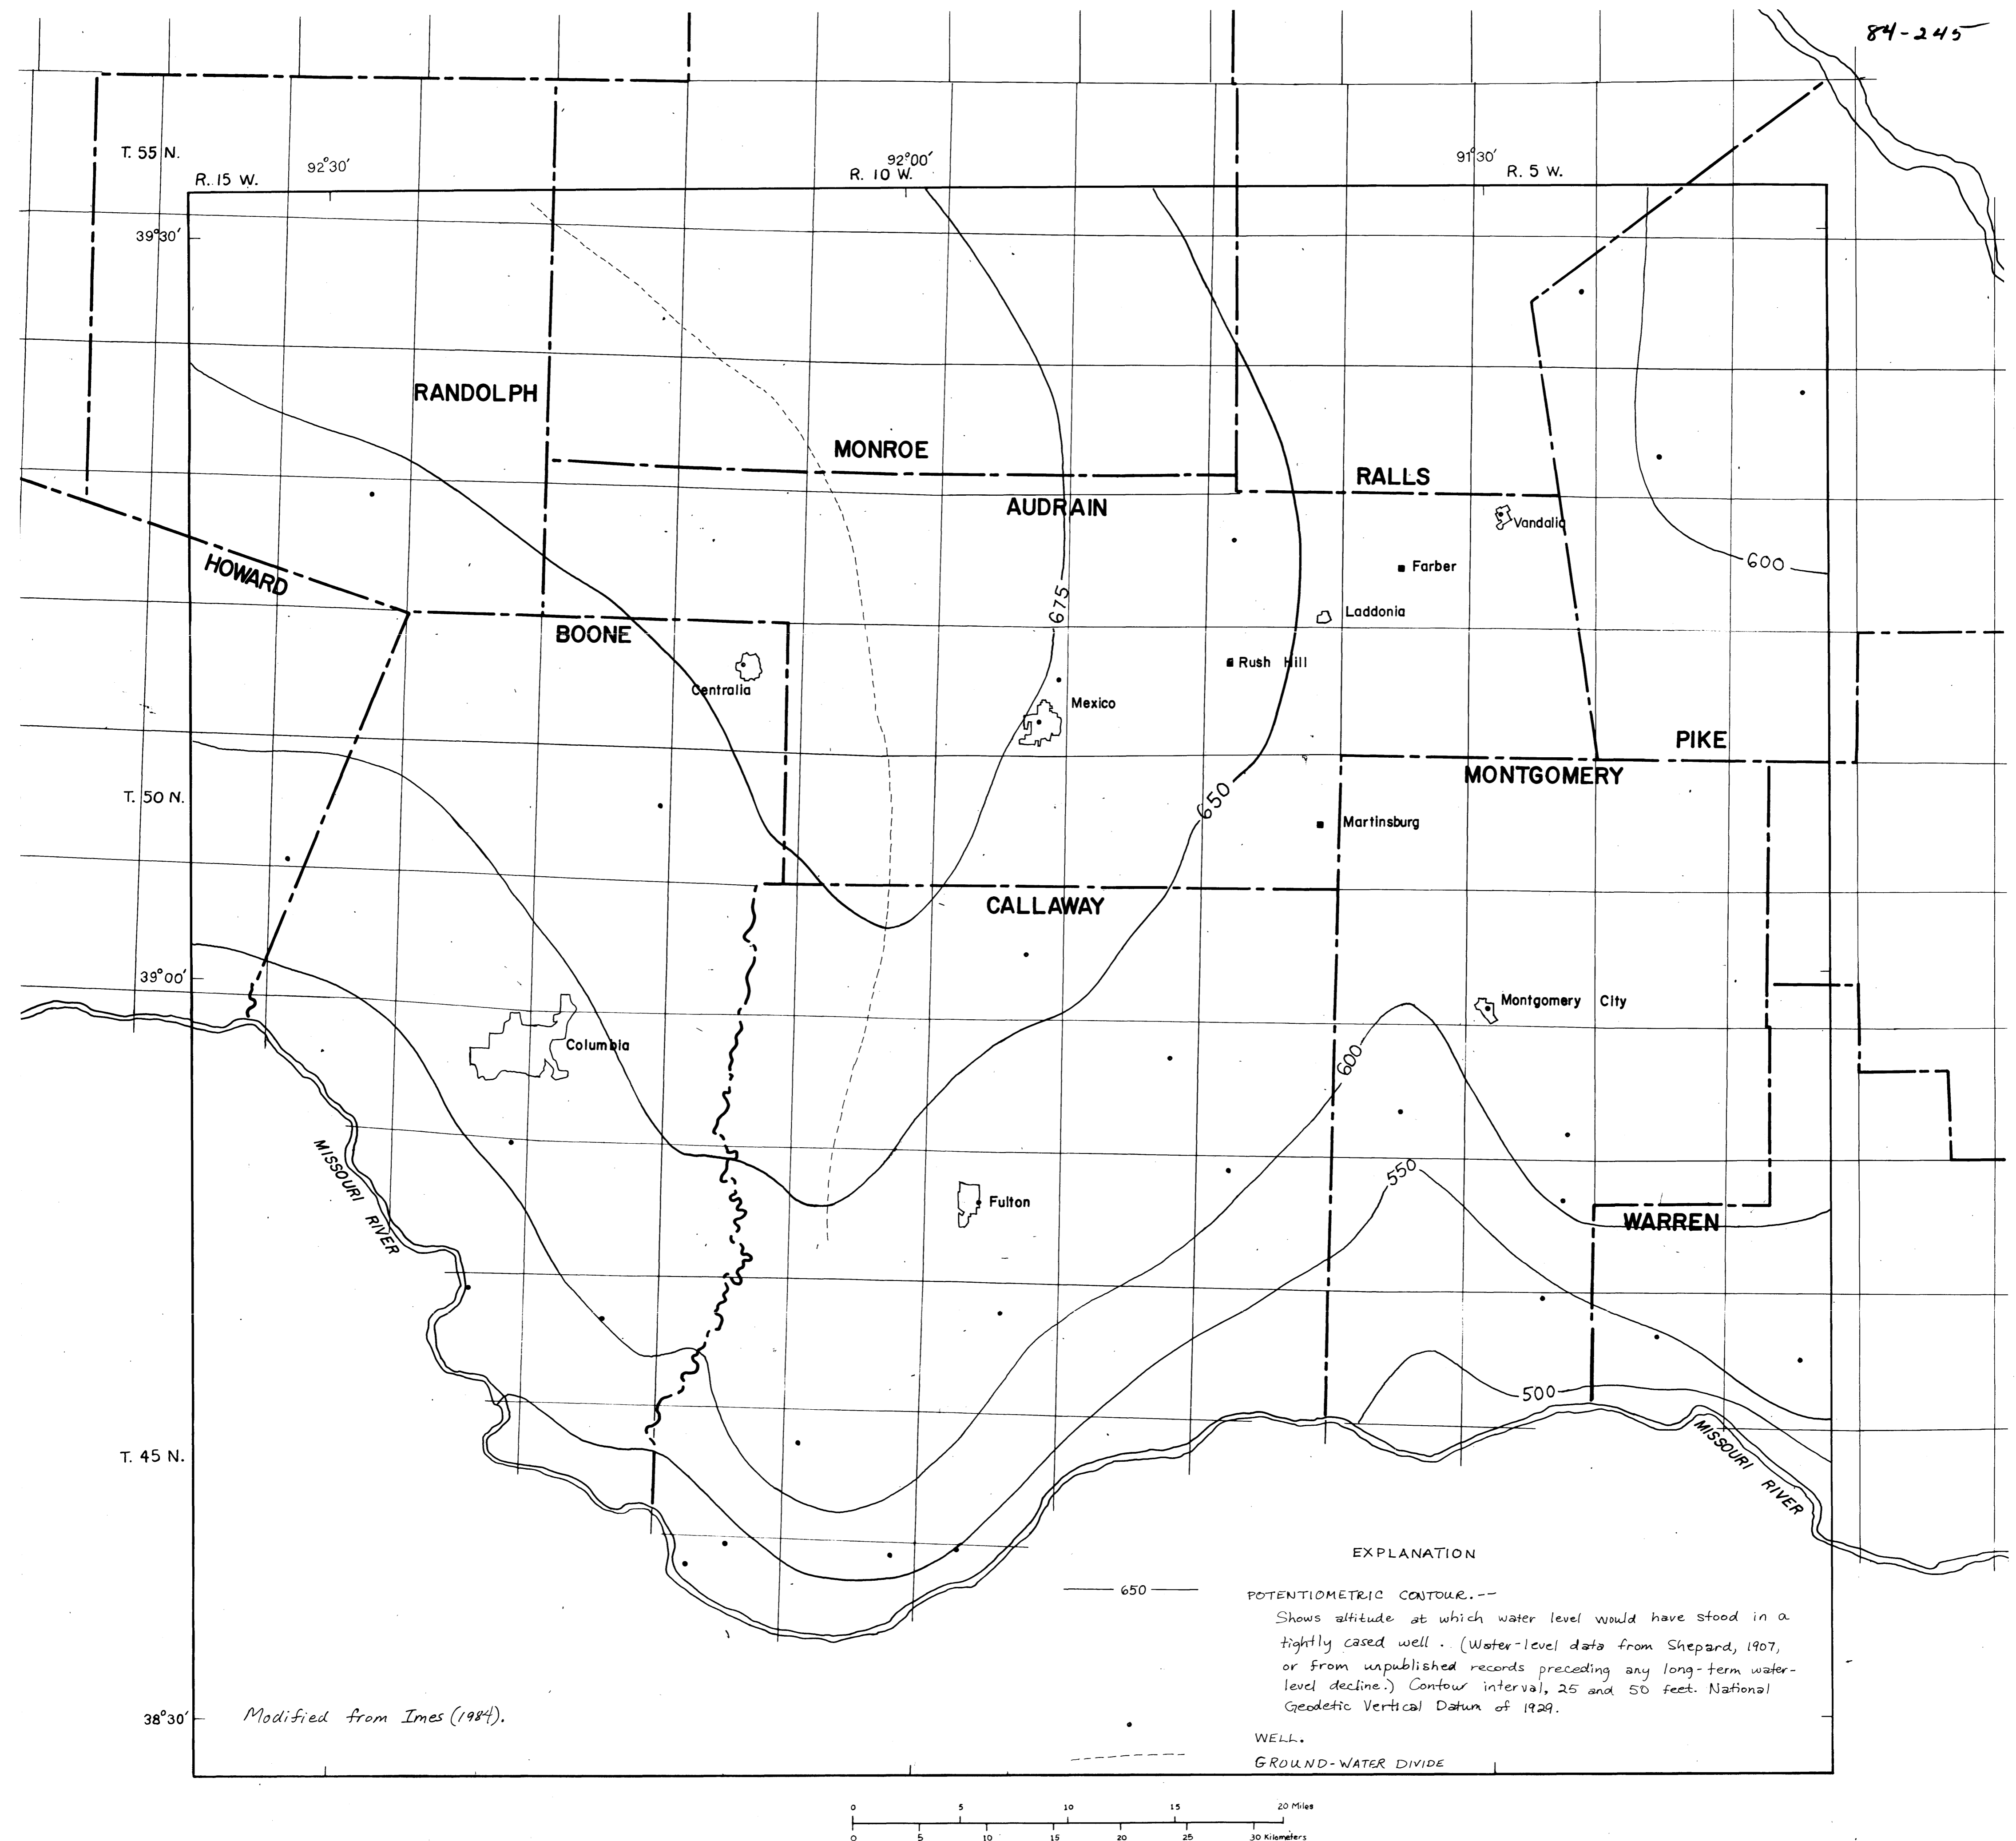 84-245
T. 55 N.
92°30'
92°00'
91°30'
R. 15 W.
R. 10 W.
R. 5 W.
39°30'
RANDOLPH
MONROE
RALLS
AUDRAIN
Vandalia
Farber
600
HOWARD
675
Laddonia
BOONE
Rush Hill
Centralia
Mexico
PIKE
MONTGOMERY
T. 50 N.
650
Martinsburg
CALLAWAY
39°00'
Montgomery City
Columbia
600
MISSOURI RIVER
550
Fulton
WARREN
500
MISSOURI RIVER
T. 45 N.
EXPLANATION
650
POTENTIOMETRIC CONTOUR.--
Shows altitude at which water level would have stood in a
tightly cased well. (Water-level data from Shepard, 1907,
or from unpublished records preceding any long-term water-
level decline.) Contour interval, 25 and 50 feet. National
Geodetic Vertical Datum of 1929.
38°30'
Modified from Imes (1984).
WELL.
GROUND-WATER DIVIDE
0 5 10 15 20 Miles
0 5 10 15 20 25 30 Kilometers